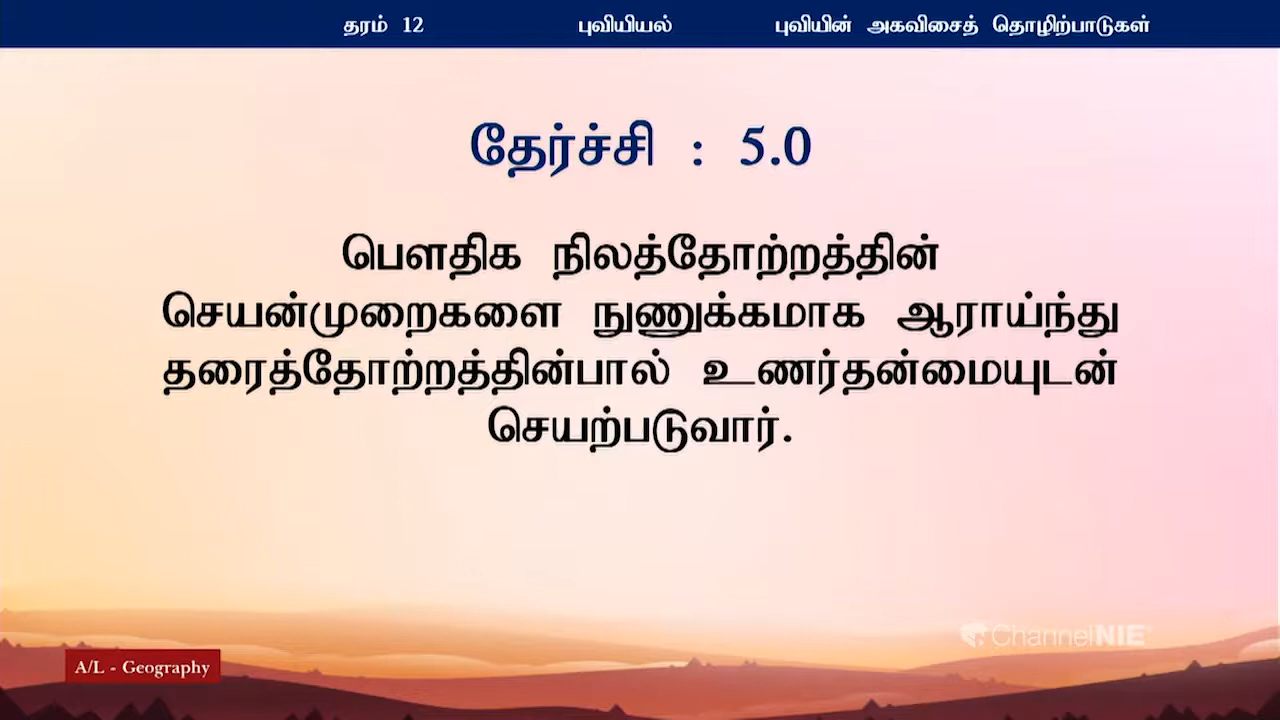 தரம் 12 புவியியல் புவியின் அகவிசைத் தொழிற்பாடுகள்
தேர்ச்சி : 5.0
பௌதிக நிலத்தோற்றத்தின்
செயன்முறைகளை நுணுக்கமாக ஆராய்ந்து
தரைத்தோற்றத்தின்பால் உணர்தன்மையுடன்
செயற்படுவார்.
ChannelNIE
A/L - Geography